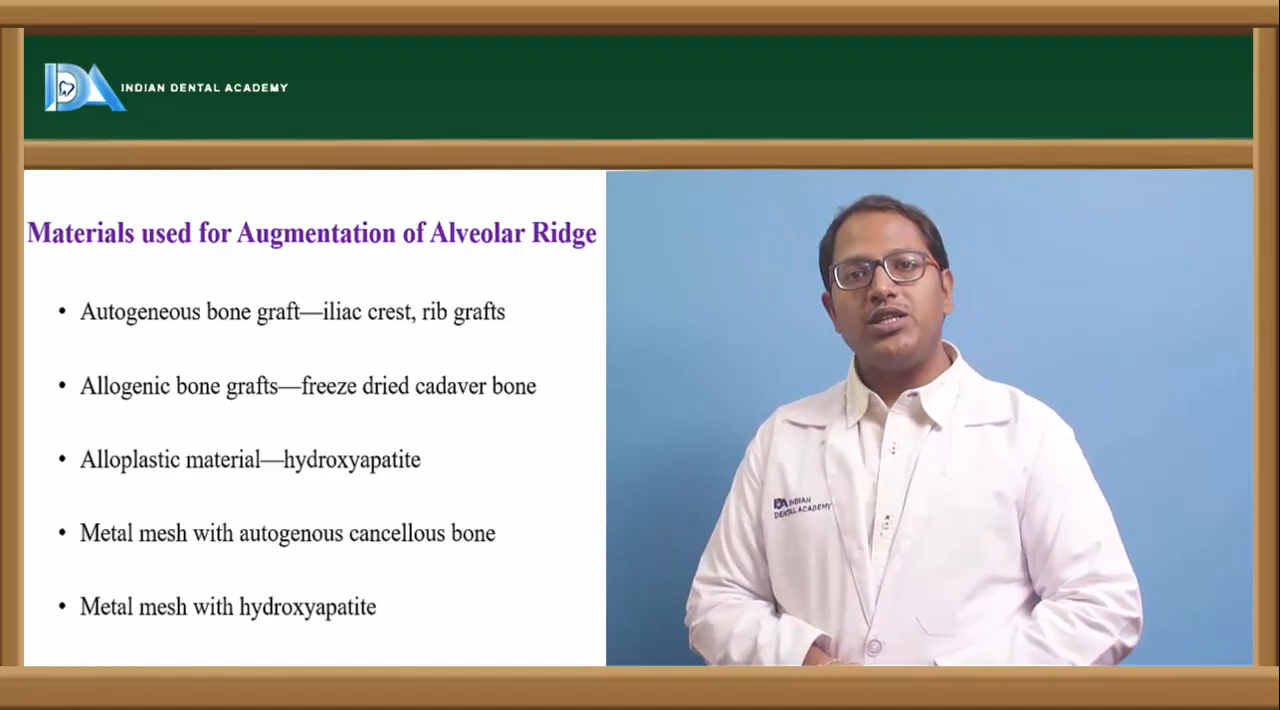 IDA INDIAN DENTAL ACADEMY
Materials used for Augmentation of Alveolar Ridge
• Autogeneous bone graft—iliac crest, rib grafts
• Allogenic bone grafts—freeze dried cadaver bone
• Alloplastic material—hydroxyapatite
• Metal mesh with autogenous cancellous bone
• Metal mesh with hydroxyapatite
IDA INDIAN
DENTAL ACADEMY